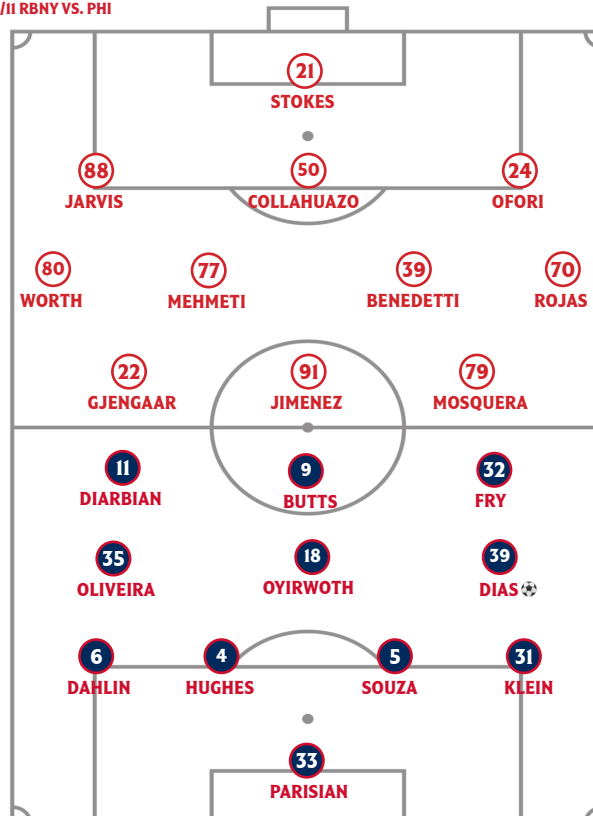 /11 RBNY VS. PHI
21
STOKES
88 50 24
JARVIS COLLAHUAZO OFORI
80 77 39 70
WORTH MEHMETI BENEDETTI ROJAS
22 91 79
GJENGAAR JIMENEZ MOSQUERA
11 9 32
DIARBIAN BUTTS FRY
35 18 39
OLIVEIRA OYIRWOTH DIAS
6 4 5 31
DAHLIN HUGHES SOUZA KLEIN
33
PARISIAN